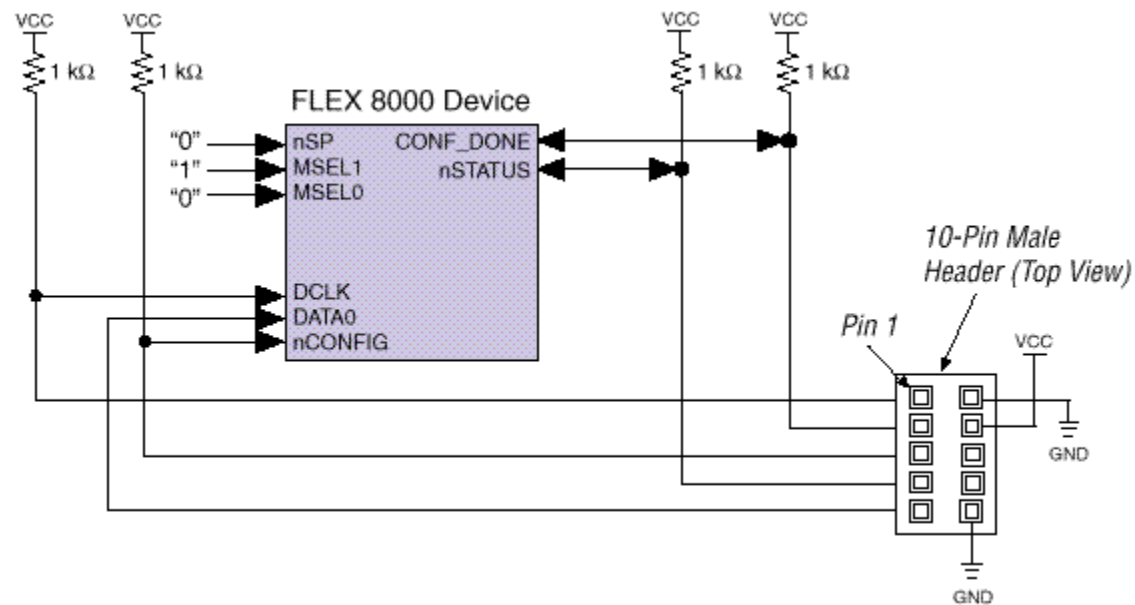 VCC
VCC
VCC
VCC
1 kΩ
1 kΩ
1 kΩ
1 kΩ
FLEX 8000 Device
“0”
nSP
CONF_DONE
“1”
MSEL1
nSTATUS
“0”
MSEL0
10-Pin Male
Header (Top View)
DCLK
DATA0
nCONFIG
Pin 1
VCC
GND
GND